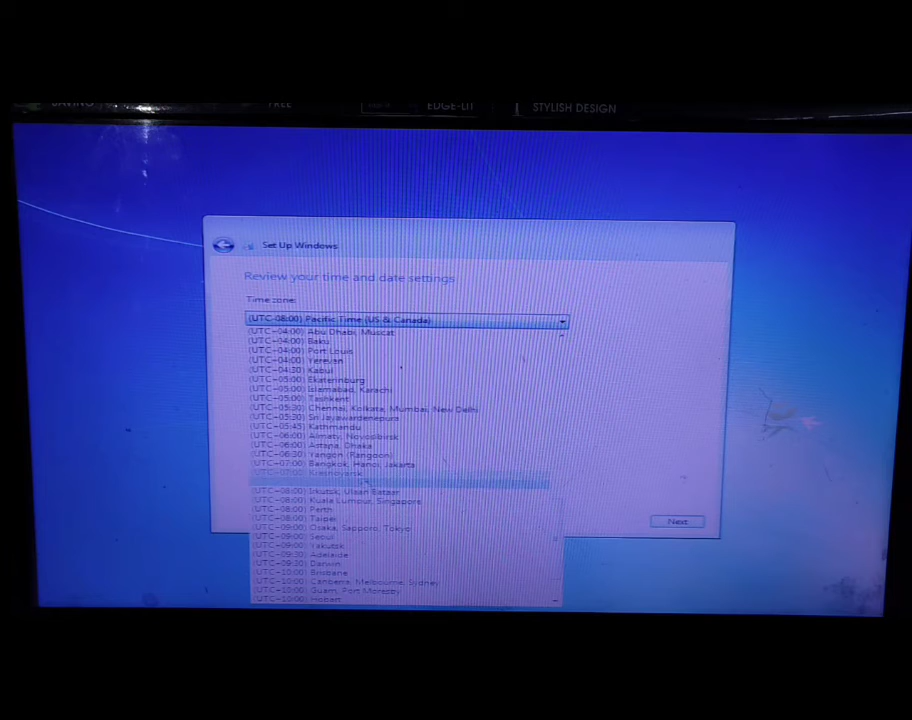 SAVING FREE EDGE-LIT STYLISH DESIGN
Set Up Windows
Review your time and date settings
Time zone:
(UTC-08:00) Pacific Time (US & Canada)
(UTC+04:00) Abu Dhabi, Muscat
(UTC+04:00) Baku
(UTC+04:00) Port Louis
(UTC+04:00) Yerevan
(UTC+04:30) Kabul
(UTC+05:00) Ekaterinburg
(UTC+05:00) Islamabad, Karachi
(UTC+05:00) Tashkent
(UTC+05:30) Chennai, Kolkata, Mumbai, New Delhi
(UTC+05:30) Sri Jayawardenepura
(UTC+05:45) Kathmandu
(UTC+06:00) Almaty, Novosibirsk
(UTC+06:00) Astana, Dhaka
(UTC+06:30) Yangon (Rangoon)
(UTC+07:00) Bangkok, Hanoi, Jakarta
(UTC+07:00) Krasnoyarsk
(UTC+08:00) Irkutsk, Ulaan Bataar
(UTC+08:00) Kuala Lumpur, Singapore
(UTC+08:00) Perth
(UTC+08:00) Taipei
(UTC+09:00) Osaka, Sapporo, Tokyo
(UTC+09:00) Seoul
(UTC+09:00) Yakutsk
(UTC+09:30) Adelaide
(UTC+09:30) Darwin
(UTC+10:00) Brisbane
(UTC+10:00) Canberra, Melbourne, Sydney
(UTC+10:00) Guam, Port Moresby
(UTC+10:00) Hobart
Next